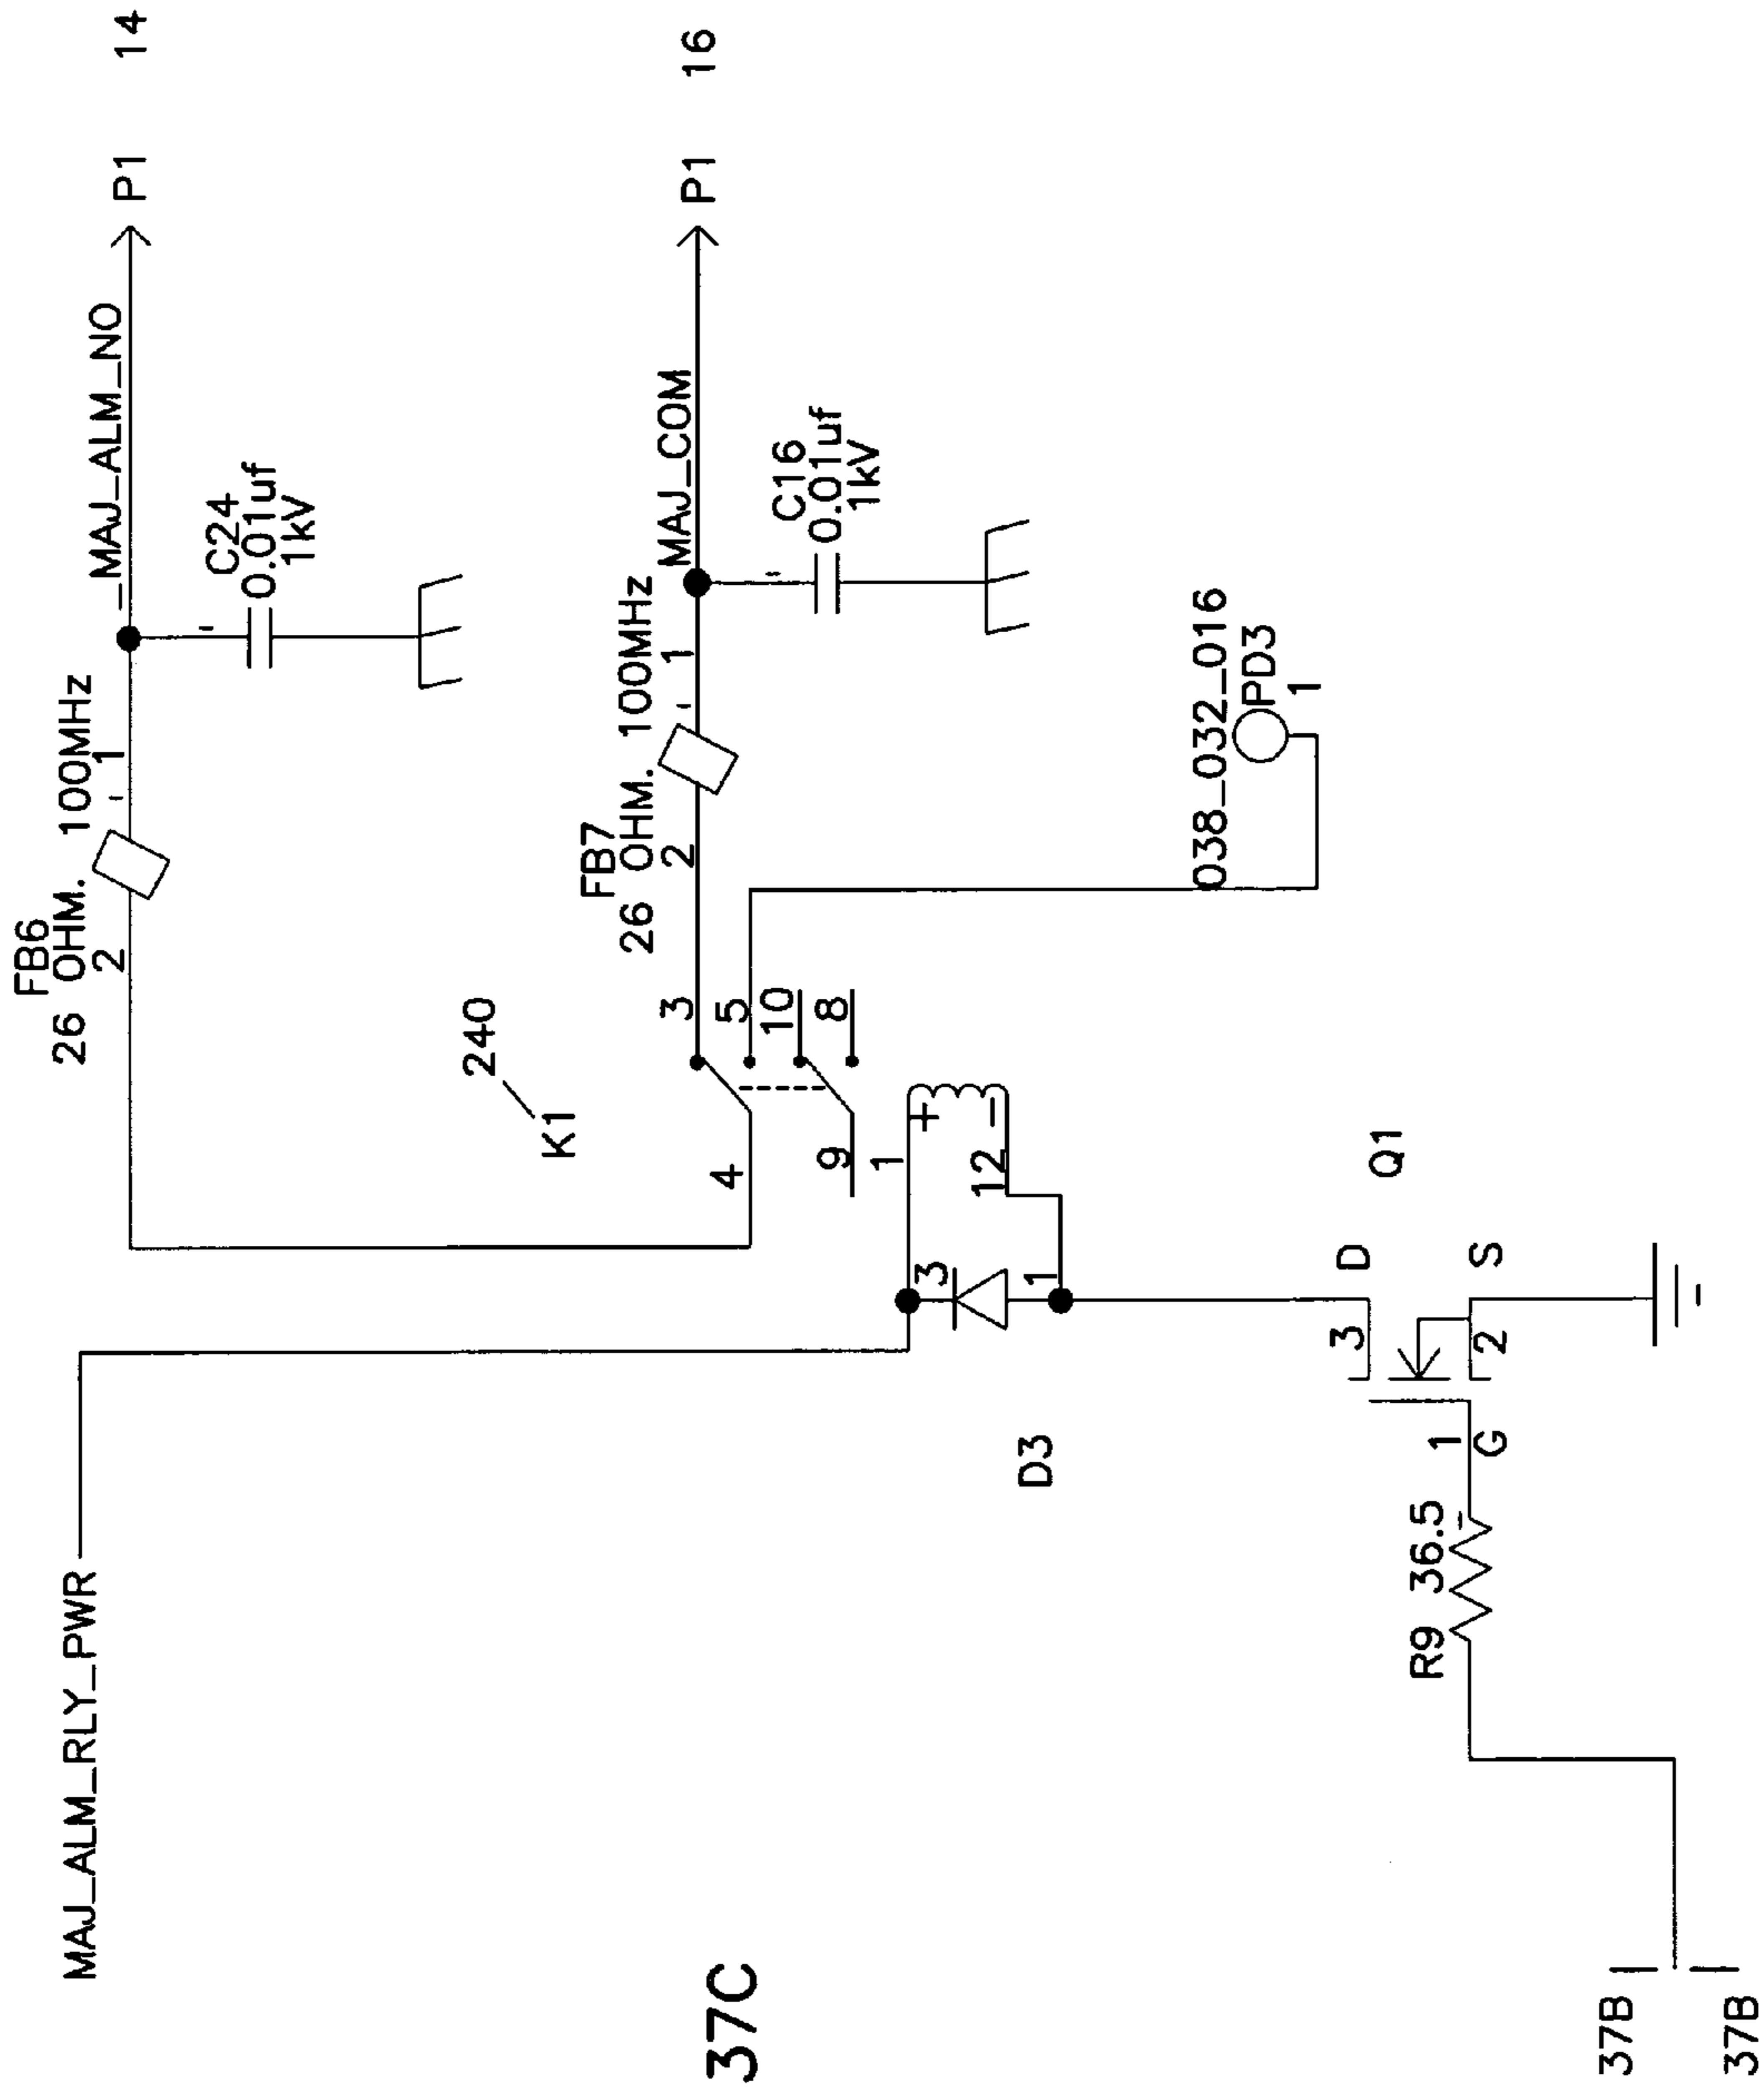 MAJ_ALM_RLY_PWR
FB6
26 OHM. 100MHz
2
1
_MAJ_ALM_NO
P1 14
C24
0.01uf
1kV
240
K1
FB7
26 OHM. 100MHz
2
1
MAJ_COM
P1 16
C16
0.01uf
1kV
4
3
5
10
8
9
1
+
12
−
3
1
D3
038_032_016
PD3
1
Q1
3
D
1
G
2
S
R9 36.5
37B
37B
37C